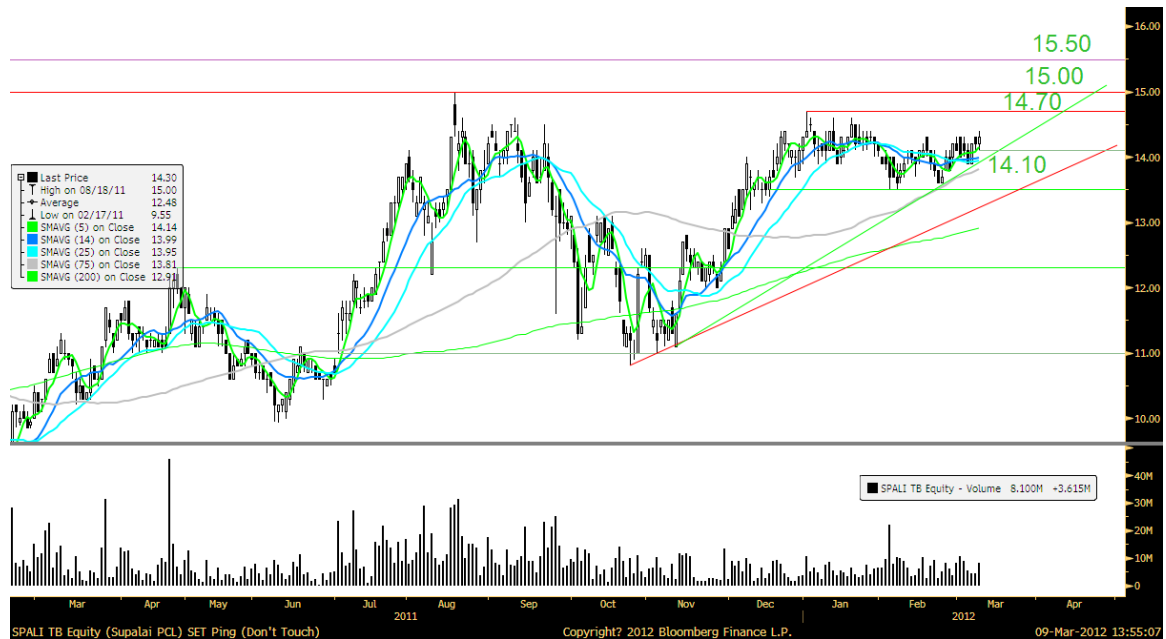 16.00
15.50
15.00
15.00
14.70
14.00
14.10
13.00
12.00
11.00
10.00
Last Price 14.30
High on 08/18/11 15.00
Average 12.48
Low on 02/17/11 9.55
SMAVG (5) on Close 14.14
SMAVG (14) on Close 13.99
SMAVG (25) on Close 13.95
SMAVG (75) on Close 13.81
SMAVG (200) on Close 12.91
40M
30M
20M
10M
0
SPALI TB Equity - Volume 8.100M +3.615M
Mar Apr May Jun Jul Aug Sep Oct Nov Dec Jan Feb Mar Apr
2011 2012
SPALI TB Equity (Supalai PCL) SET Ping (Don't Touch) Copyright? 2012 Bloomberg Finance L.P. 09-Mar-2012 13:55:07